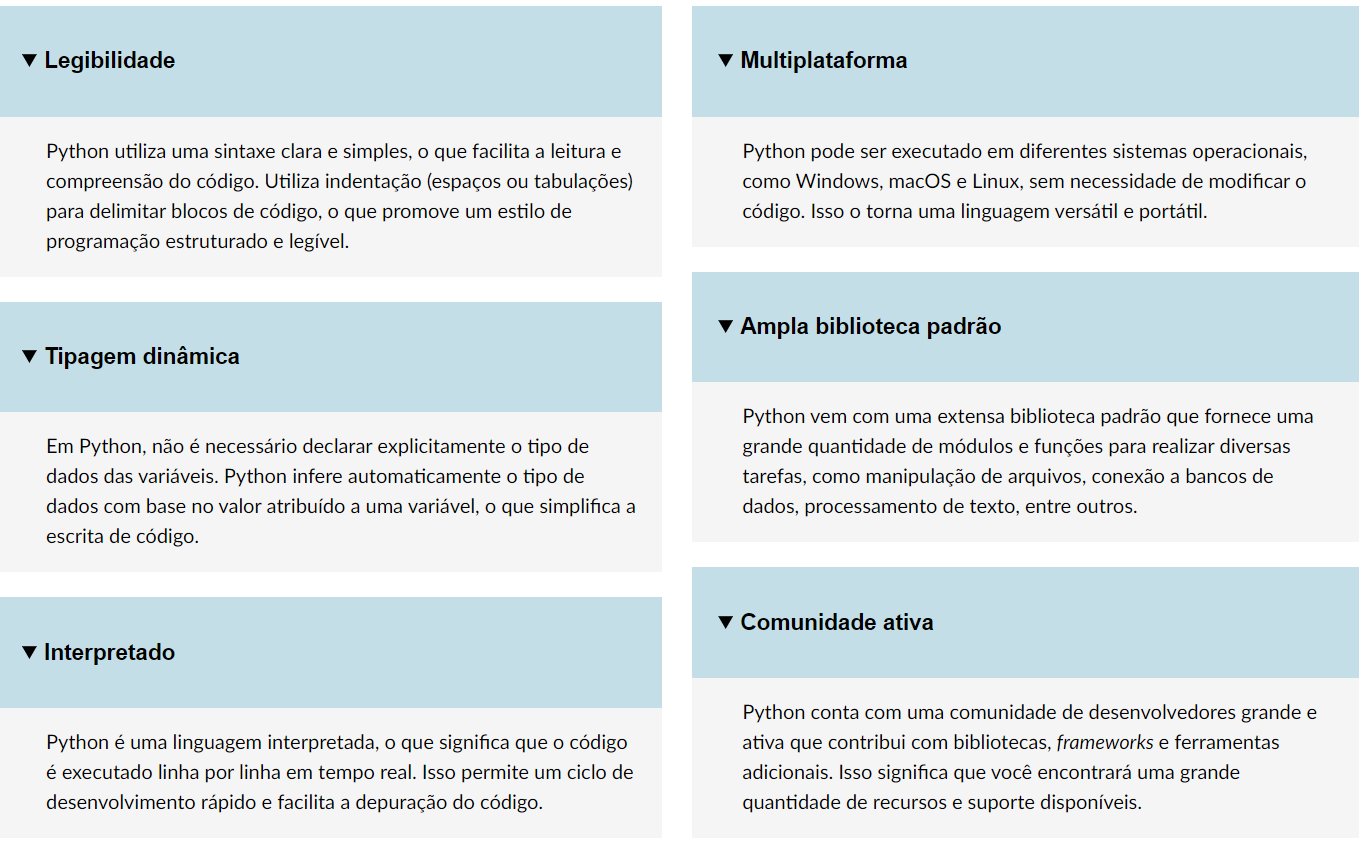 Legibilidade
Python utiliza uma sintaxe clara e simples, o que facilita a leitura e
compreensão do código. Utiliza indentação (espaços ou tabulações)
para delimitar blocos de código, o que promove um estilo de
programação estruturado e legível.
Tipagem dinâmica
Em Python, não é necessário declarar explicitamente o tipo de
dados das variáveis. Python infere automaticamente o tipo de
dados com base no valor atribuído a uma variável, o que simplifica a
escrita de código.
Interpretado
Python é uma linguagem interpretada, o que significa que o código
é executado linha por linha em tempo real. Isso permite um ciclo de
desenvolvimento rápido e facilita a depuração do código.
Multiplataforma
Python pode ser executado em diferentes sistemas operacionais,
como Windows, macOS e Linux, sem necessidade de modificar o
código. Isso o torna uma linguagem versátil e portátil.
Ampla biblioteca padrão
Python vem com uma extensa biblioteca padrão que fornece uma
grande quantidade de módulos e funções para realizar diversas
tarefas, como manipulação de arquivos, conexão a bancos de
dados, processamento de texto, entre outros.
Comunidade ativa
Python conta com uma comunidade de desenvolvedores grande e
ativa que contribui com bibliotecas, frameworks e ferramentas
adicionais. Isso significa que você encontrará uma grande
quantidade de recursos e suporte disponíveis.